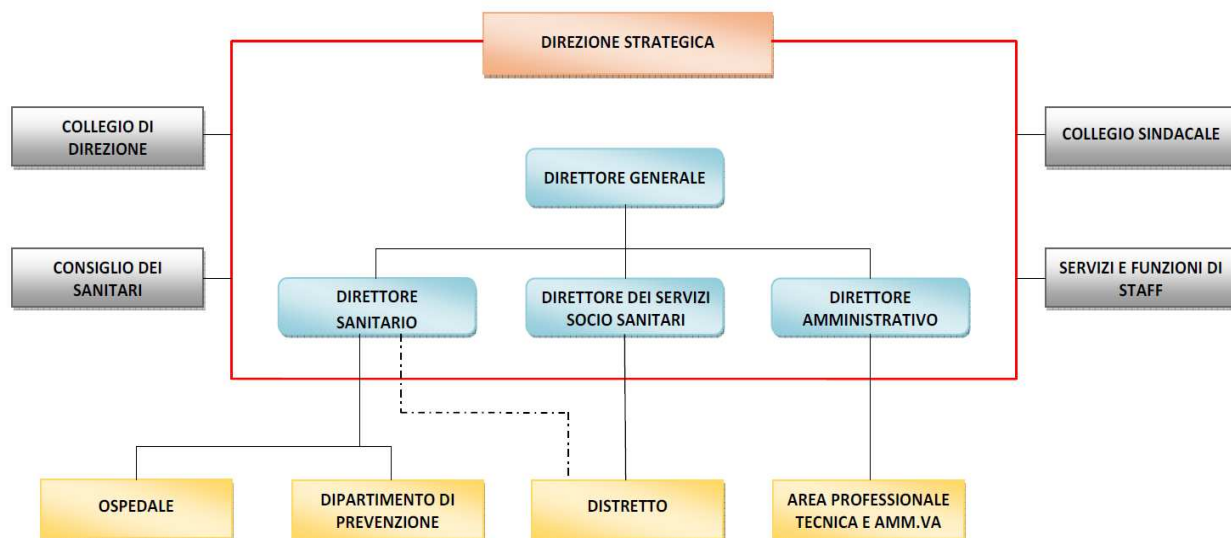 DIREZIONE STRATEGICA
COLLEGIO DI
DIREZIONE
COLLEGIO SINDACALE
DIRETTORE GENERALE
CONSIGLIO DEI
SANITARI
SERVIZI E FUNZIONI DI
STAFF
DIRETTORE
SANITARIO
DIRETTORE DEI SERVIZI
SOCIO SANITARI
DIRETTORE
AMMINISTRATIVO
OSPEDALE
DIPARTIMENTO DI
PREVENZIONE
DISTRETTO
AREA PROFESSIONALE
TECNICA E AMM.VA